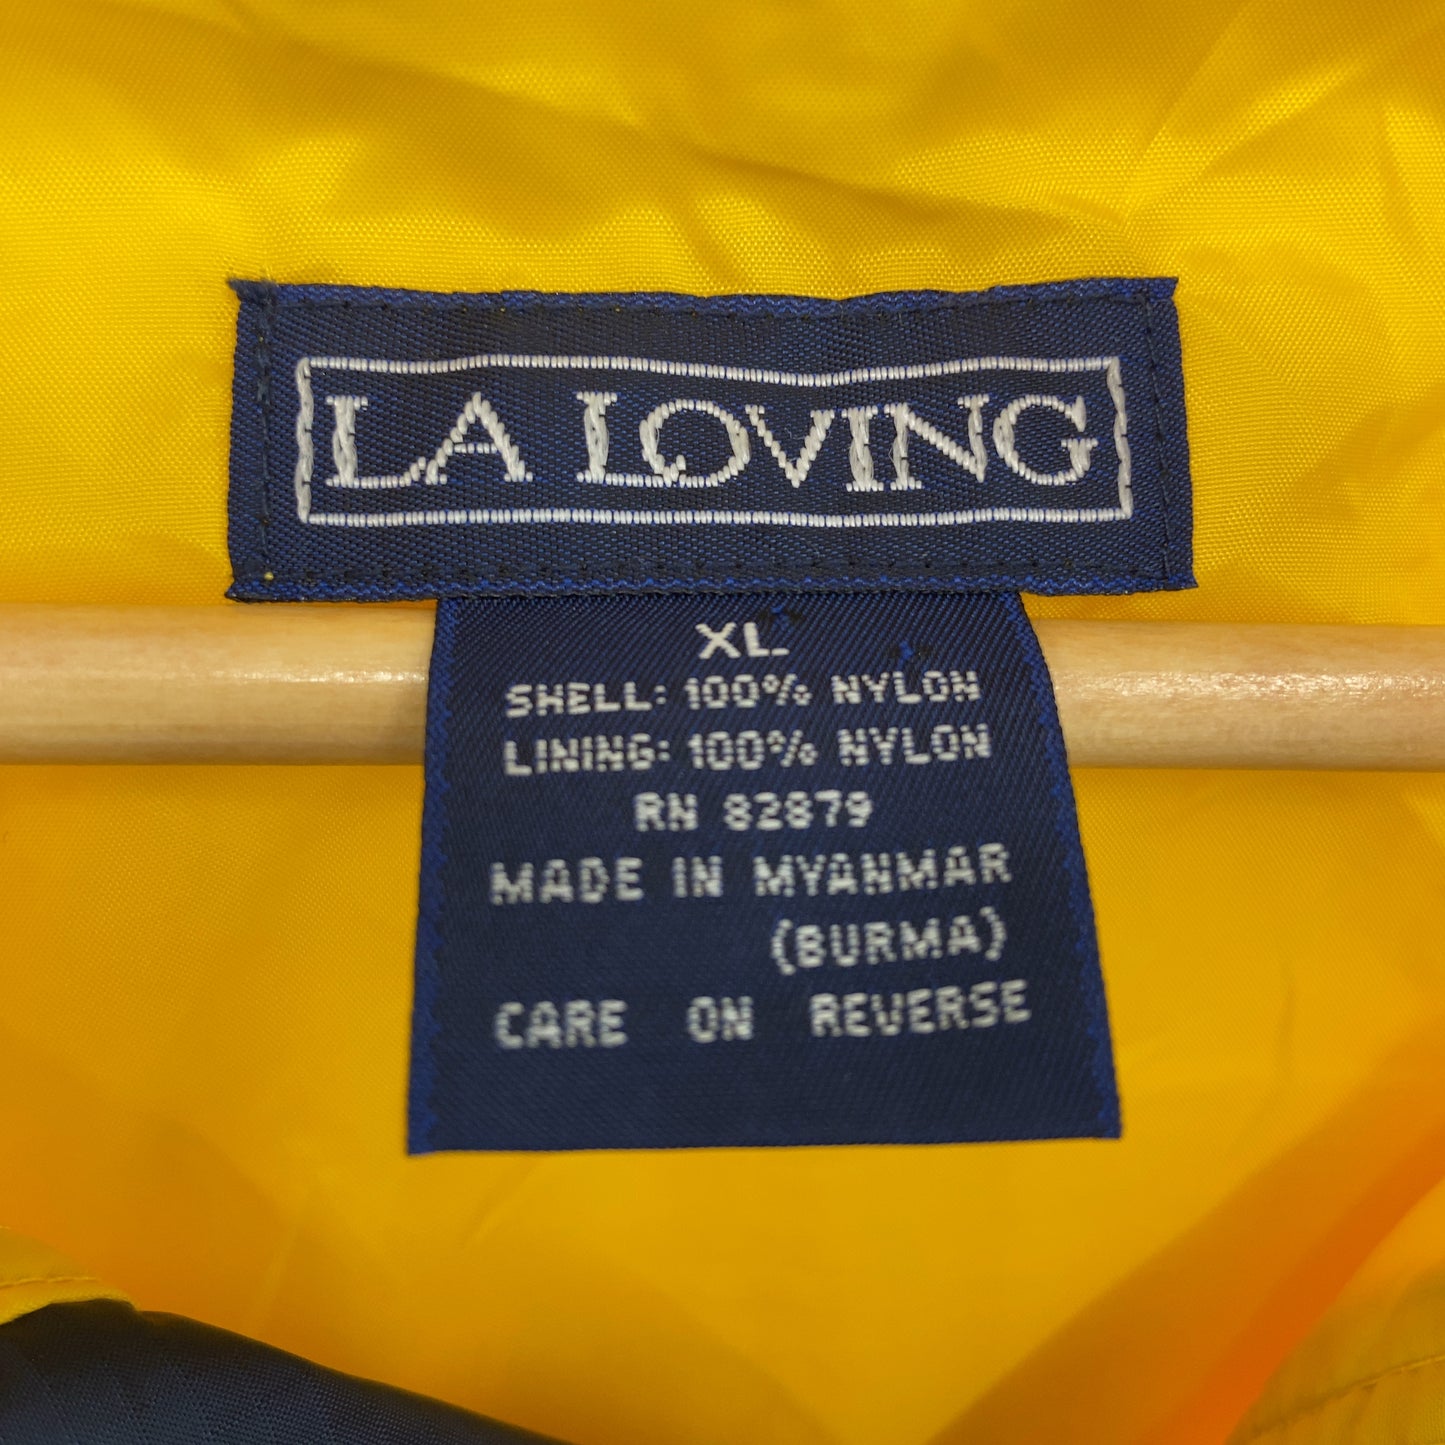 LA LOVING
XL
SHELL: 100% NYLON
LINING: 100% NYLON
RN 82879
MADE IN MYANMAR
(BURMA)
CARE ON REVERSE